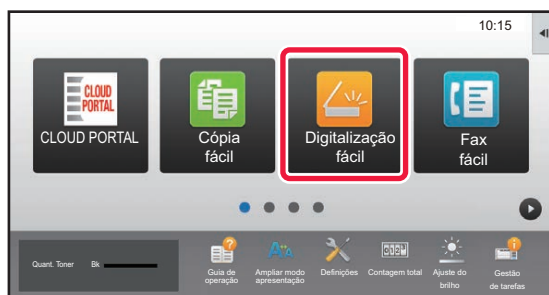 10:15
CLOUD
PORTAL
CLOUD PORTAL
Cópia
fácil
Digitalização
fácil
Fax
fácil
Quant. Toner Bk
Guia de
operação
Ampliar modo
apresentação
Definições
Contagem total
Ajuste do
brilho
Gestão
de tarefas